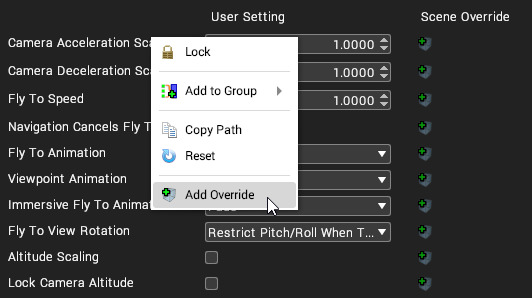 User Setting
Scene Override
Camera Acceleration Sca
1.0000
Camera Deceleration Sca
1.0000
Fly To Speed
1.0000
Navigation Cancels Fly T
Fly To Animation
Viewpoint Animation
Immersive Fly To Animat
Fly To View Rotation
Restrict Pitch/Roll When T...
Altitude Scaling
Lock Camera Altitude
Lock
Add to Group
Copy Path
Reset
Add Override